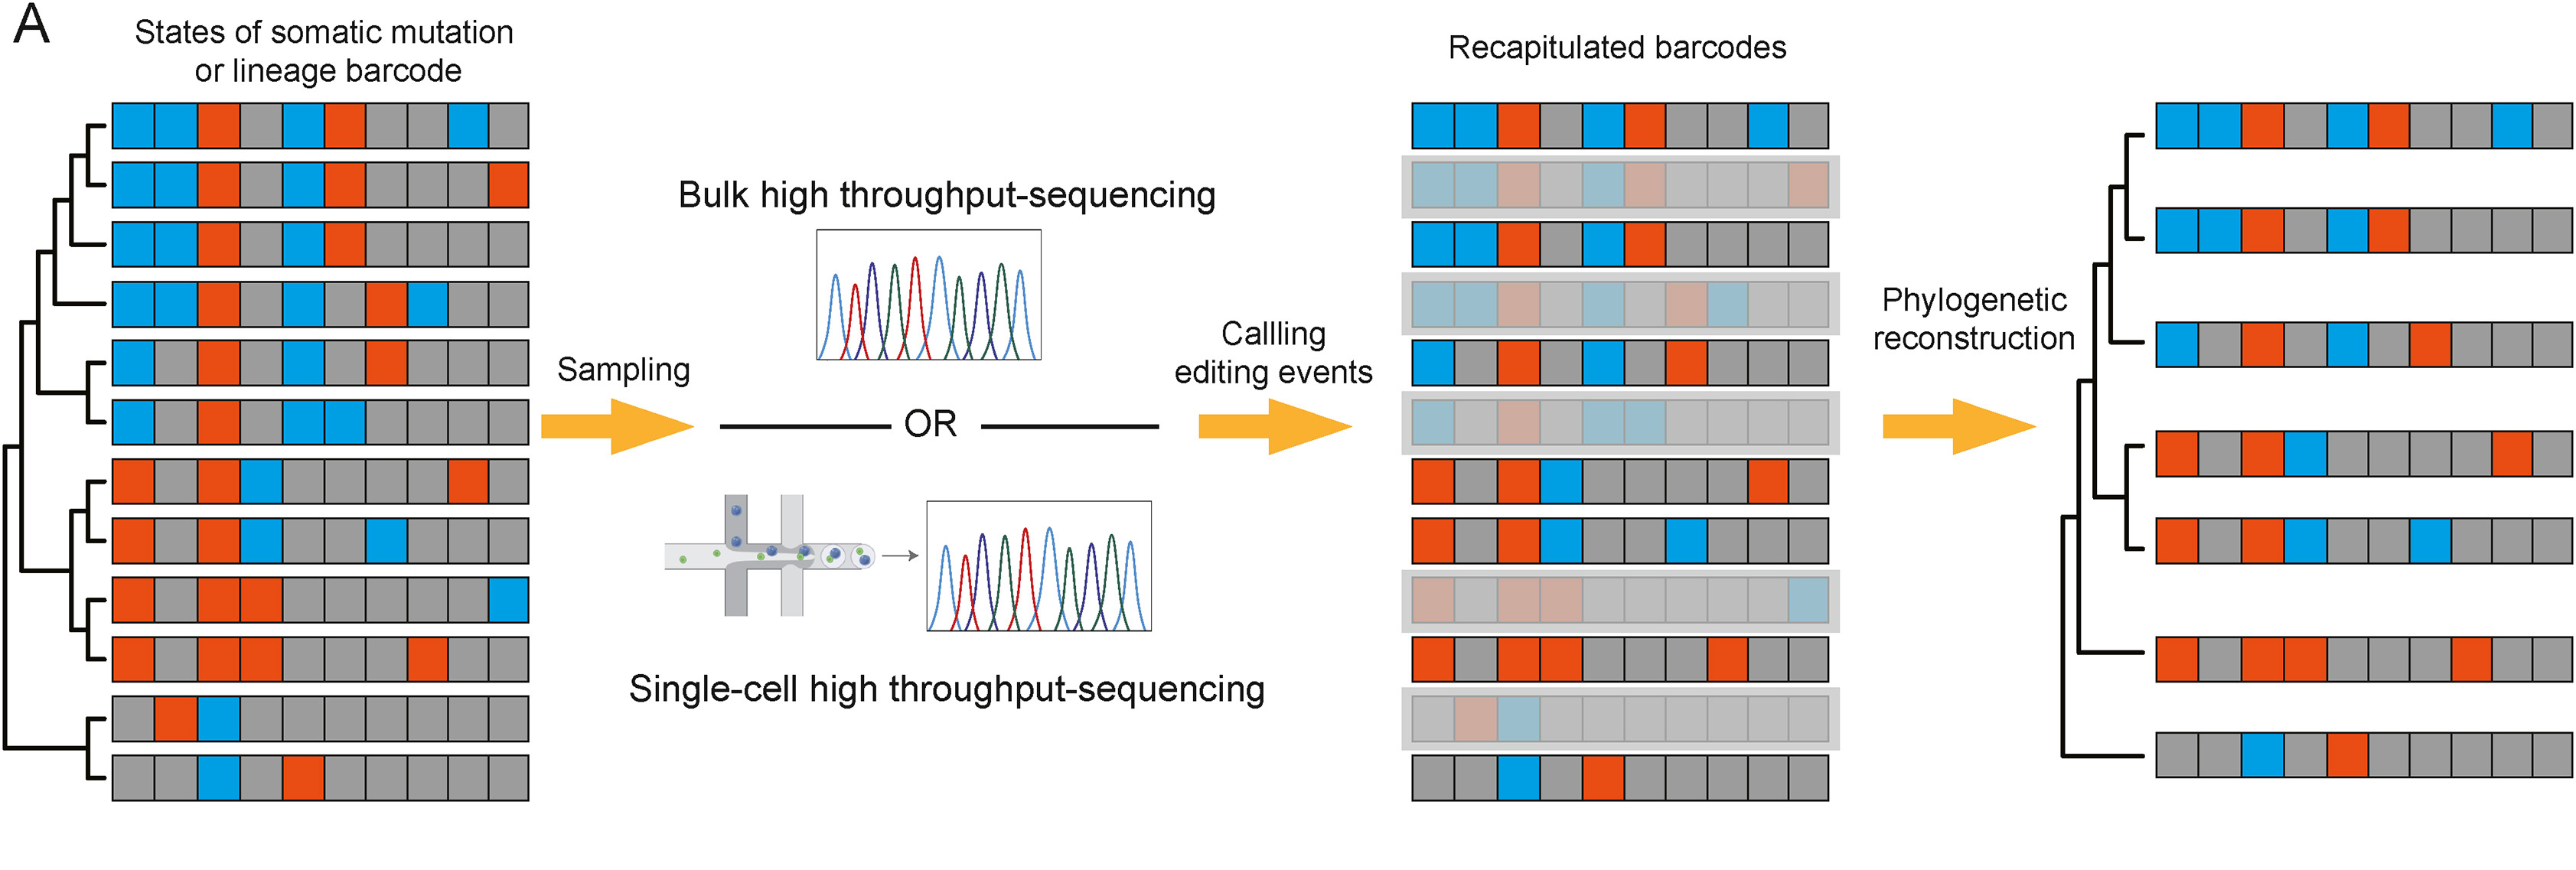 A
States of somatic mutation
or lineage barcode
Sampling
Bulk high throughput-sequencing
OR
Single-cell high throughput-sequencing
Callling
editing events
Recapitulated barcodes
Phylogenetic
reconstruction